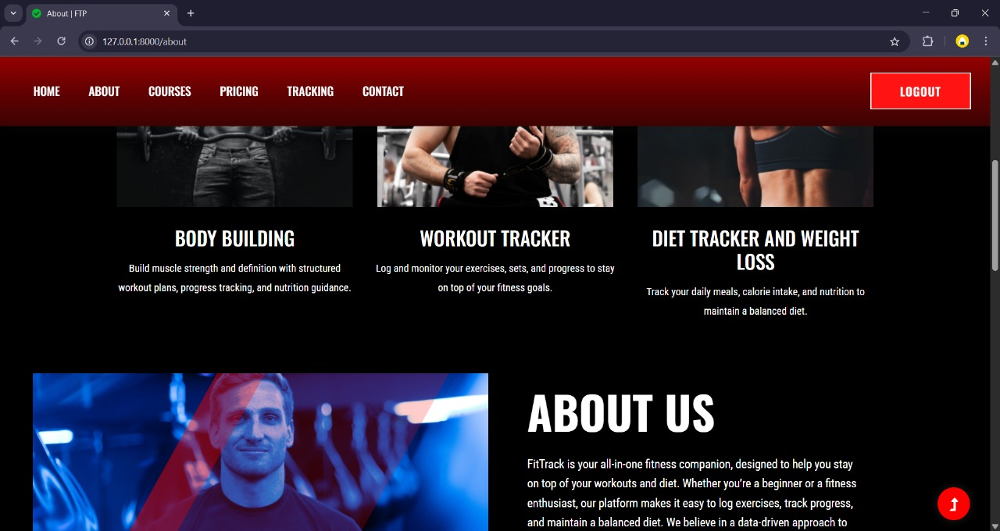 About | FTP
127.0.0.1:8000/about
HOME ABOUT COURSES PRICING TRACKING CONTACT LOGOUT
BODY BUILDING
Build muscle strength and definition with structured
workout plans, progress tracking, and nutrition guidance.
WORKOUT TRACKER
Log and monitor your exercises, sets, and progress to stay
on top of your fitness goals.
DIET TRACKER AND WEIGHT
LOSS
Track your daily meals, calorie intake, and nutrition to
maintain a balanced diet.
ABOUT US
FitTrack is your all-in-one fitness companion, designed to help you stay
on top of your workouts and diet. Whether you're a beginner or a fitness
enthusiast, our platform makes it easy to log exercises, track progress,
and maintain a balanced diet. We believe in a data-driven approach to